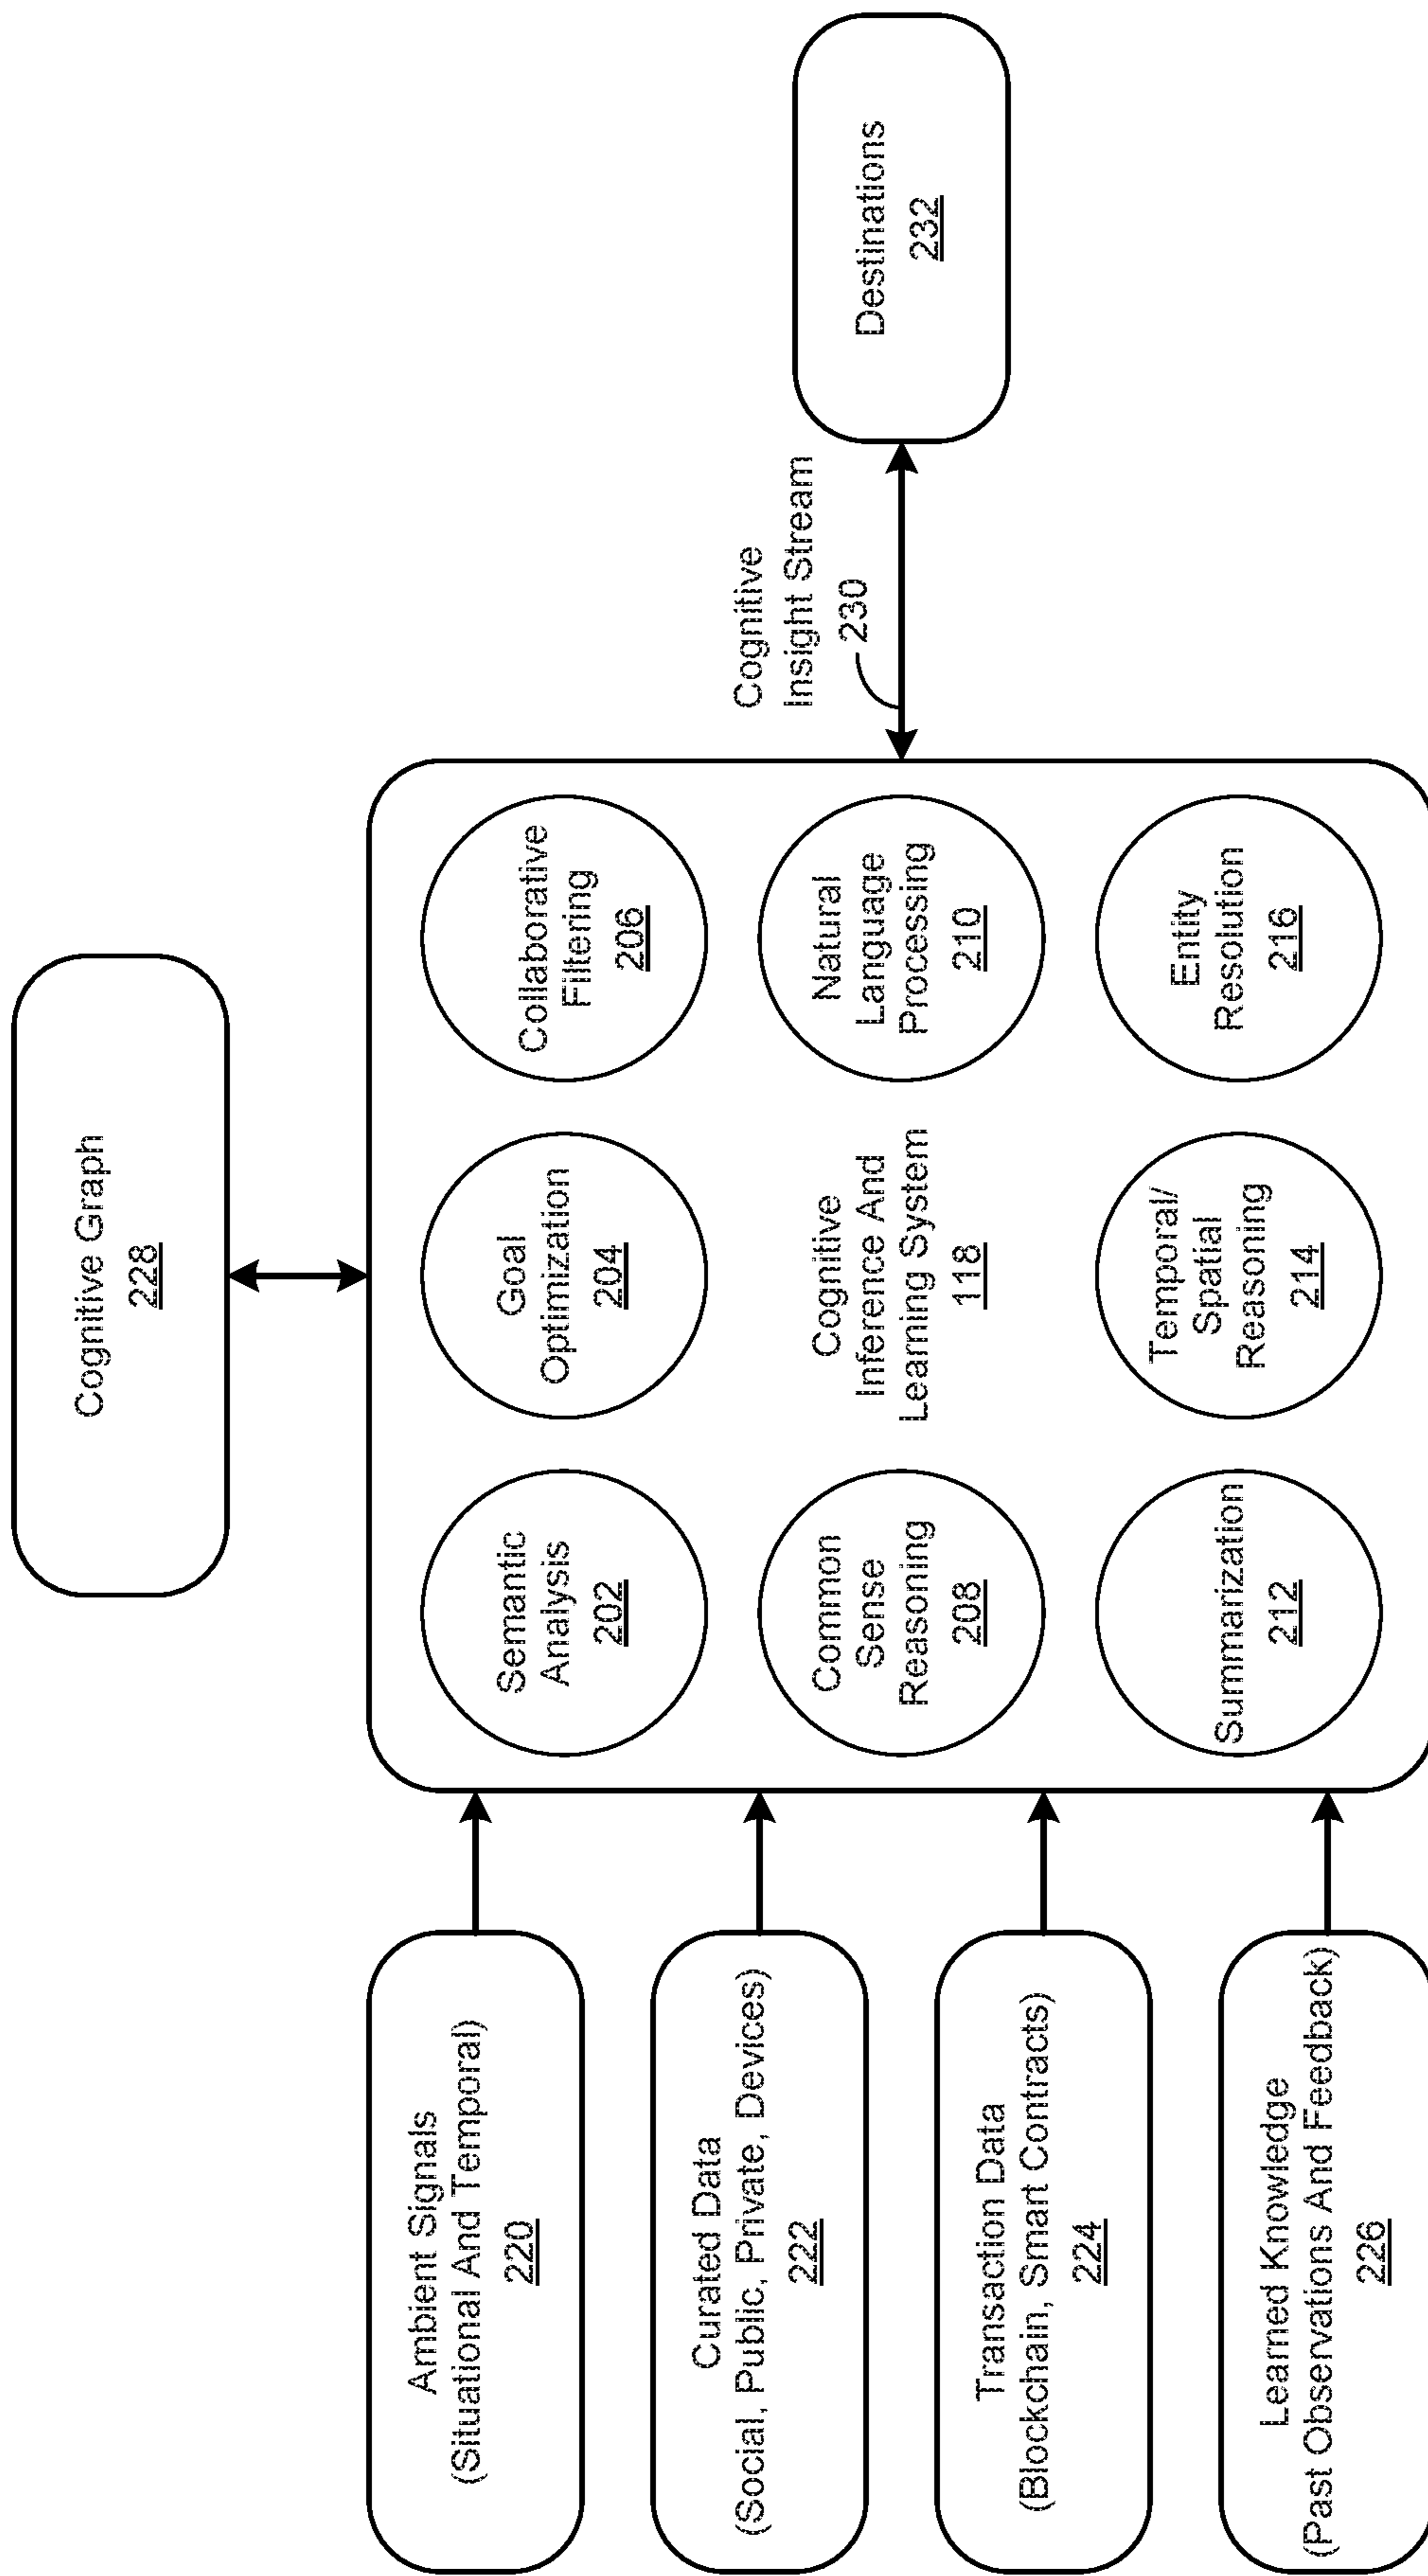 Cognitive Graph
228
Ambient Signals
(Situational And Temporal)
220
Curated Data
(Social, Public, Private, Devices)
222
Transaction Data
(Blockchain, Smart Contracts)
224
Learned Knowledge
(Past Observations And Feedback)
226
Semantic
Analysis
202
Goal
Optimization
204
Collaborative
Filtering
206
Common
Sense
Reasoning
208
Cognitive
Inference And
Learning System
118
Natural
Language
Processing
210
Summarization
212
Temporal/
Spatial
Reasoning
214
Entity
Resolution
216
Cognitive
Insight Stream
230
Destinations
232